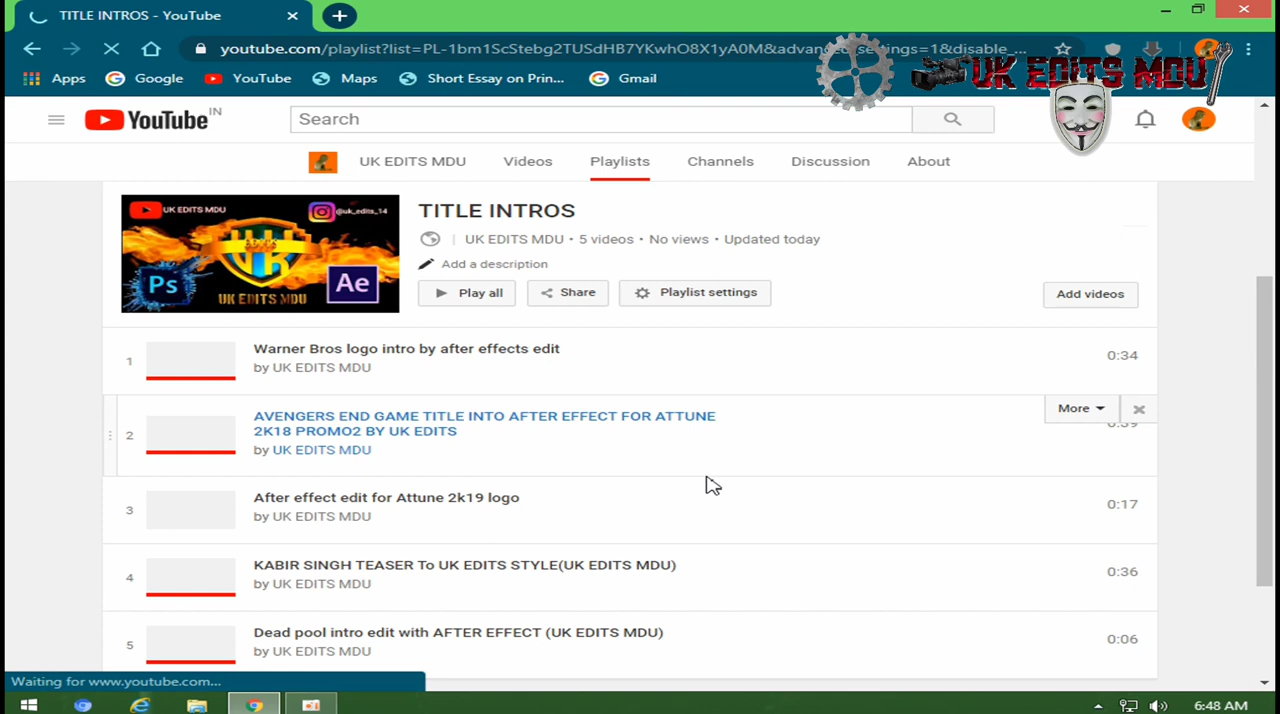 TITLE INTROS - YouTube
youtube.com/playlist?list=PL-1bm1ScStebg2TUSdHB7YKwhO8X1yA0M&advan settings=1&disable_...
Apps Google YouTube Maps Short Essay on Prin... Gmail
UK EDITS MDU
YouTube IN Search
UK EDITS MDU Videos Playlists Channels Discussion About
UK EDITS MDU @uk_edits_14
EDITS
UK
Ps UK EDITS MDU Ae
TITLE INTROS
UK EDITS MDU • 5 videos • No views • Updated today
Add a description
Play all Share Playlist settings Add videos
1 Warner Bros logo intro by after effects edit 0:34
by UK EDITS MDU
2 AVENGERS END GAME TITLE INTO AFTER EFFECT FOR ATTUNE More
2K18 PROMO2 BY UK EDITS 0:39
by UK EDITS MDU
3 After effect edit for Attune 2k19 logo 0:17
by UK EDITS MDU
4 KABIR SINGH TEASER To UK EDITS STYLE(UK EDITS MDU) 0:36
by UK EDITS MDU
5 Dead pool intro edit with AFTER EFFECT (UK EDITS MDU) 0:06
by UK EDITS MDU
Waiting for www.youtube.com...
6:48 AM